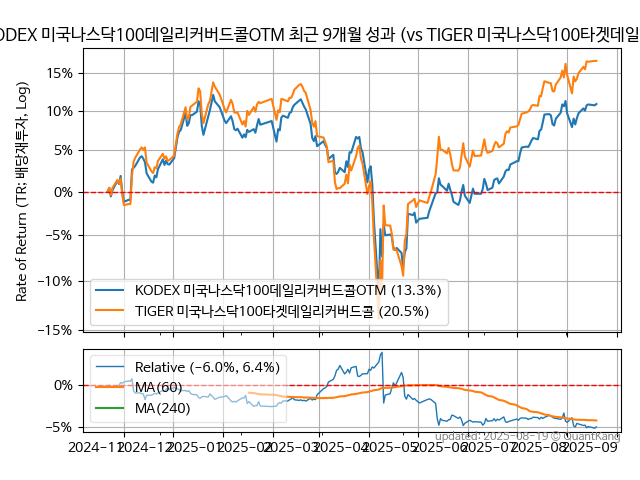 ODEX 미국나스닥100데일리커버드콜OTM 최근 9개월 성과 (vs TIGER 미국나스닥100타겟데일
Rate of Return (TR: 배당재투자, Log)
15%
10%
5%
0%
−5%
−10%
−15%
KODEX 미국나스닥100데일리커버드콜OTM (13.3%)
TIGER 미국나스닥100타겟데일리커버드콜 (20.5%)
0%
−5%
Relative (−6.0%, 6.4%)
MA(60)
MA(240)
updated: 2025-08-19 © QuantKang
2024-11 2024-12 2025-01 2025-02 2025-03 2025-04 2025-05 2025-06 2025-07 2025-08 2025-09